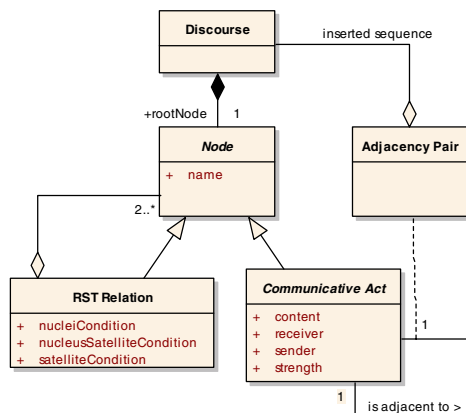 Discourse
inserted sequence
+rootNode 1
Node
+ name
Adjacency Pair
2..*
RST Relation
+ nucleiCondition
+ nucleusSatelliteCondition
+ satelliteCondition
Communicative Act
+ content
+ receiver
+ sender
+ strength
1
1
is adjacent to >